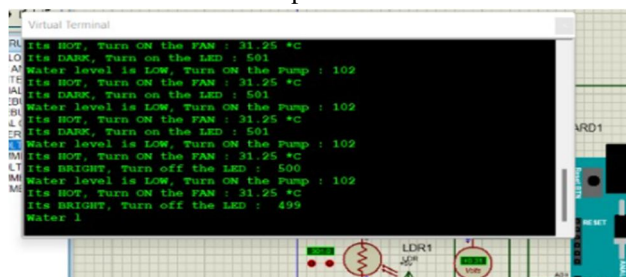 Virtual Terminal
Its HOT, Turn ON the FAN : 31.25 *C
Its DARK, Turn on the LED : 501
Water level is LOW, Turn ON the Pump : 102
Its HOT, Turn ON the FAN : 31.25 *C
Its DARK, Turn on the LED : 501
Water level is LOW, Turn ON the Pump : 102
Its HOT, Turn ON the FAN : 31.25 *C
Its DARK, Turn on the LED : 501
Water level is LOW, Turn ON the Pump : 102
Its HOT, Turn ON the FAN : 31.25 *C
Its BRIGHT, Turn off the LED : 500
Water level is LOW, Turn ON the Pump : 102
Its HOT, Turn ON the FAN : 31.25 *C
Its BRIGHT, Turn off the LED : 499
Water l
ARD1
RESET
LDR1
LDR
Volts